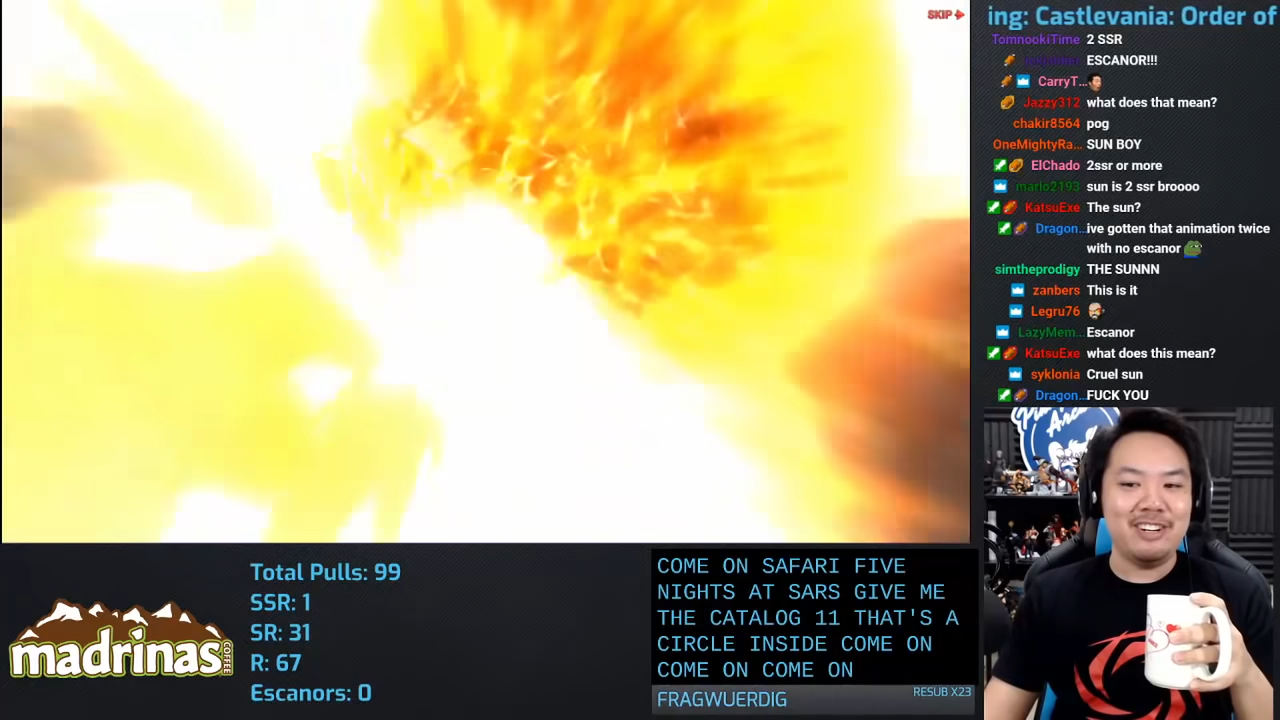 SKIP
ing: Castlevania: Order of
TomnookiTime 2 SSR
ESCANOR!!!
CarryT...
Jazzy312 what does that mean?
chakir8564 pog
OneMightyRa... SUN BOY
ElChado 2ssr or more
marlo2193 sun is 2 ssr broooo
KatsuExe The sun?
Dragon... ive gotten that animation twice
with no escanor
simtheprodigy THE SUNNN
zanbers This is it
Legru76
LazyMem... Escanor
KatsuExe what does this mean?
syklonia Cruel sun
Dragon... FUCK YOU
Total Pulls: 99
SSR: 1
SR: 31
R: 67
Escanors: 0
madrinas COFFEE
COME ON SAFARI FIVE
NIGHTS AT SARS GIVE ME
THE CATALOG 11 THAT'S A
CIRCLE INSIDE COME ON
COME ON COME ON
FRAGWUERDIG
RESUB X23